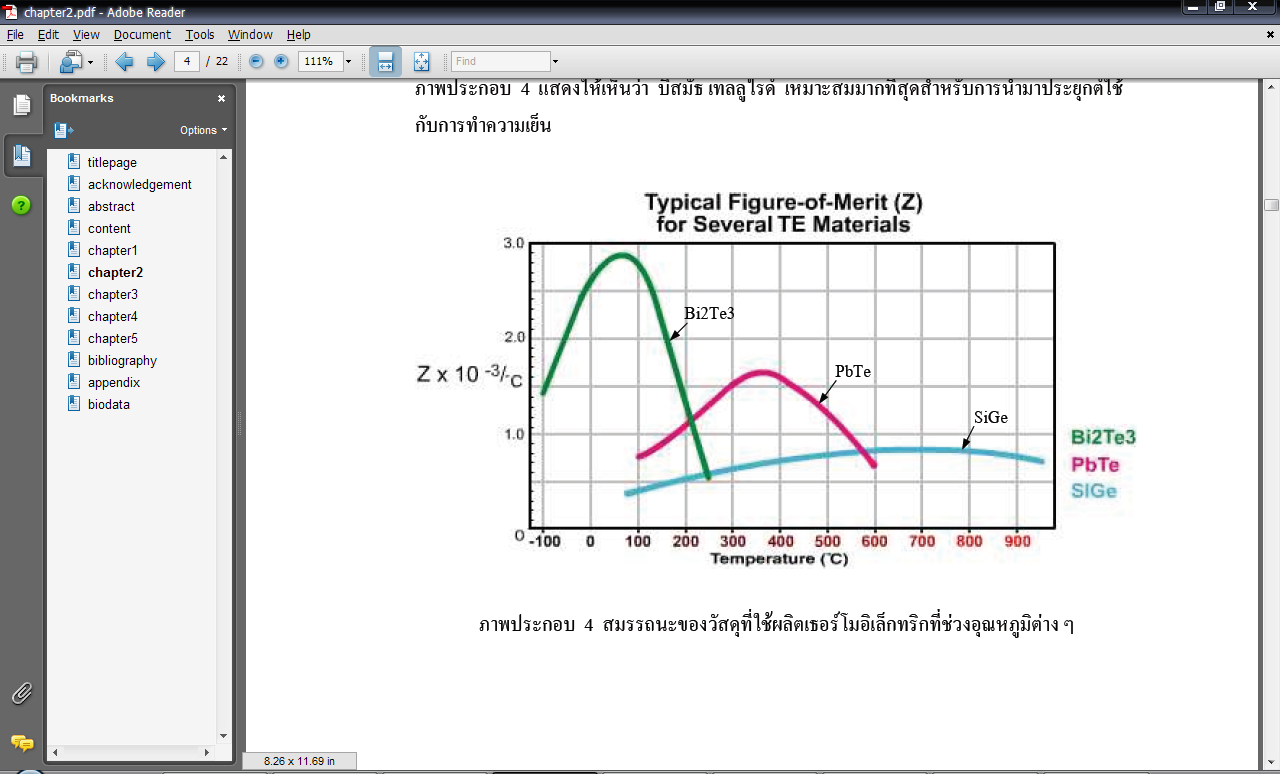 chapter2.pdf - Adobe Reader
File Edit View Document Tools Window Help
4 / 22 111% Find
Bookmarks
Options
titlepage
acknowledgement
abstract
content
chapter1
chapter2
chapter3
chapter4
chapter5
bibliography
appendix
biodata
ภาพประกอบ 4 แสดงให้เห็นว่า บิสมัธ เทลลูไรด์ เหมาะสมมากที่สุดสำหรับการนำมาประยุกต์ใช้
กับการทำความเย็น
Typical Figure-of-Merit (Z)
for Several TE Materials
3.0
2.0
1.0
0
Z x 10 -3/°C
Bi2Te3
PbTe
SiGe
Bi2Te3
PbTe
SiGe
-100 0 100 200 300 400 500 600 700 800 900
Temperature (°C)
ภาพประกอบ 4 สมรรถนะของวัสดุที่ใช้ผลิตเธอร์โมอิเล็กทริกที่ช่วงอุณหภูมิต่าง ๆ
8.26 x 11.69 in